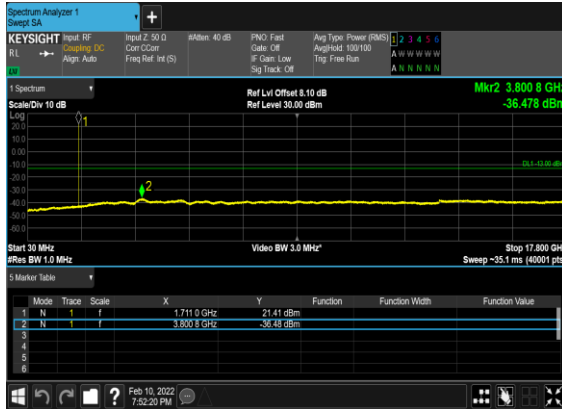 Spectrum Analyzer 1
Swept SA
+
KEYSIGHT
RL
LU
Input: RF
Coupling: DC
Align: Auto
Input Z: 50 Ω
Corr CCorr
Freq Ref: Int (S)
#Atten: 40 dB
PNO: Fast
Gate: Off
IF Gain: Low
Sig Track: Off
Avg Type: Power (RMS)
Avg|Hold: 100/100
Trig: Free Run
1 2 3 4 5 6
A W W W W W
A N N N N N
1 Spectrum
Scale/Div 10 dB
Ref Lvl Offset 8.10 dB
Ref Level 30.00 dBm
Mkr2 3.800 8 GHz
-36.478 dBm
Log
20.0
10.0
0.00
-10.0
-20.0
-30.0
-40.0
-50.0
-60.0
1
2
DL1 -13.00 dBm
Start 30 MHz
#Res BW 1.0 MHz
Video BW 3.0 MHz*
Stop 17.800 GHz
Sweep ~35.1 ms (40001 pts)
5 Marker Table
Mode Trace Scale X Y Function Function Width Function Value
1 N 1 f 1.711 0 GHz 21.41 dBm
2 N 1 f 3.800 8 GHz -36.48 dBm
3
4
5
6
?
Feb 10, 2022
7:52:20 PM